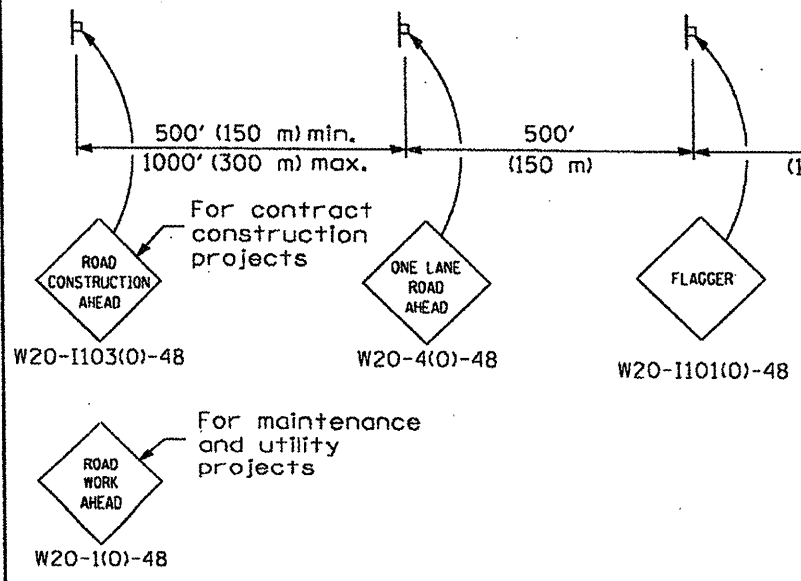 500' (150 m) min.
1000' (300 m) max.
500'
(150 m)
(1
For contract
construction
projects
ROAD
CONSTRUCTION
AHEAD
W20-I103(0)-48
ONE LANE
ROAD
AHEAD
W20-4(0)-48
FLAGGER
W20-I101(0)-48
For maintenance
and utility
projects
ROAD
WORK
AHEAD
W20-1(0)-48